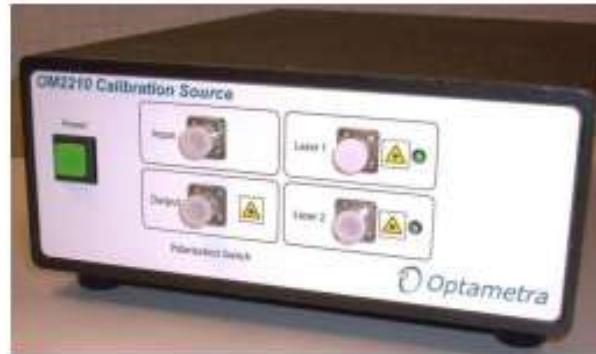 OM2210 Calibration Source
Power
Input
Laser 1
Output
Laser 2
Polarization Switch
Optametra